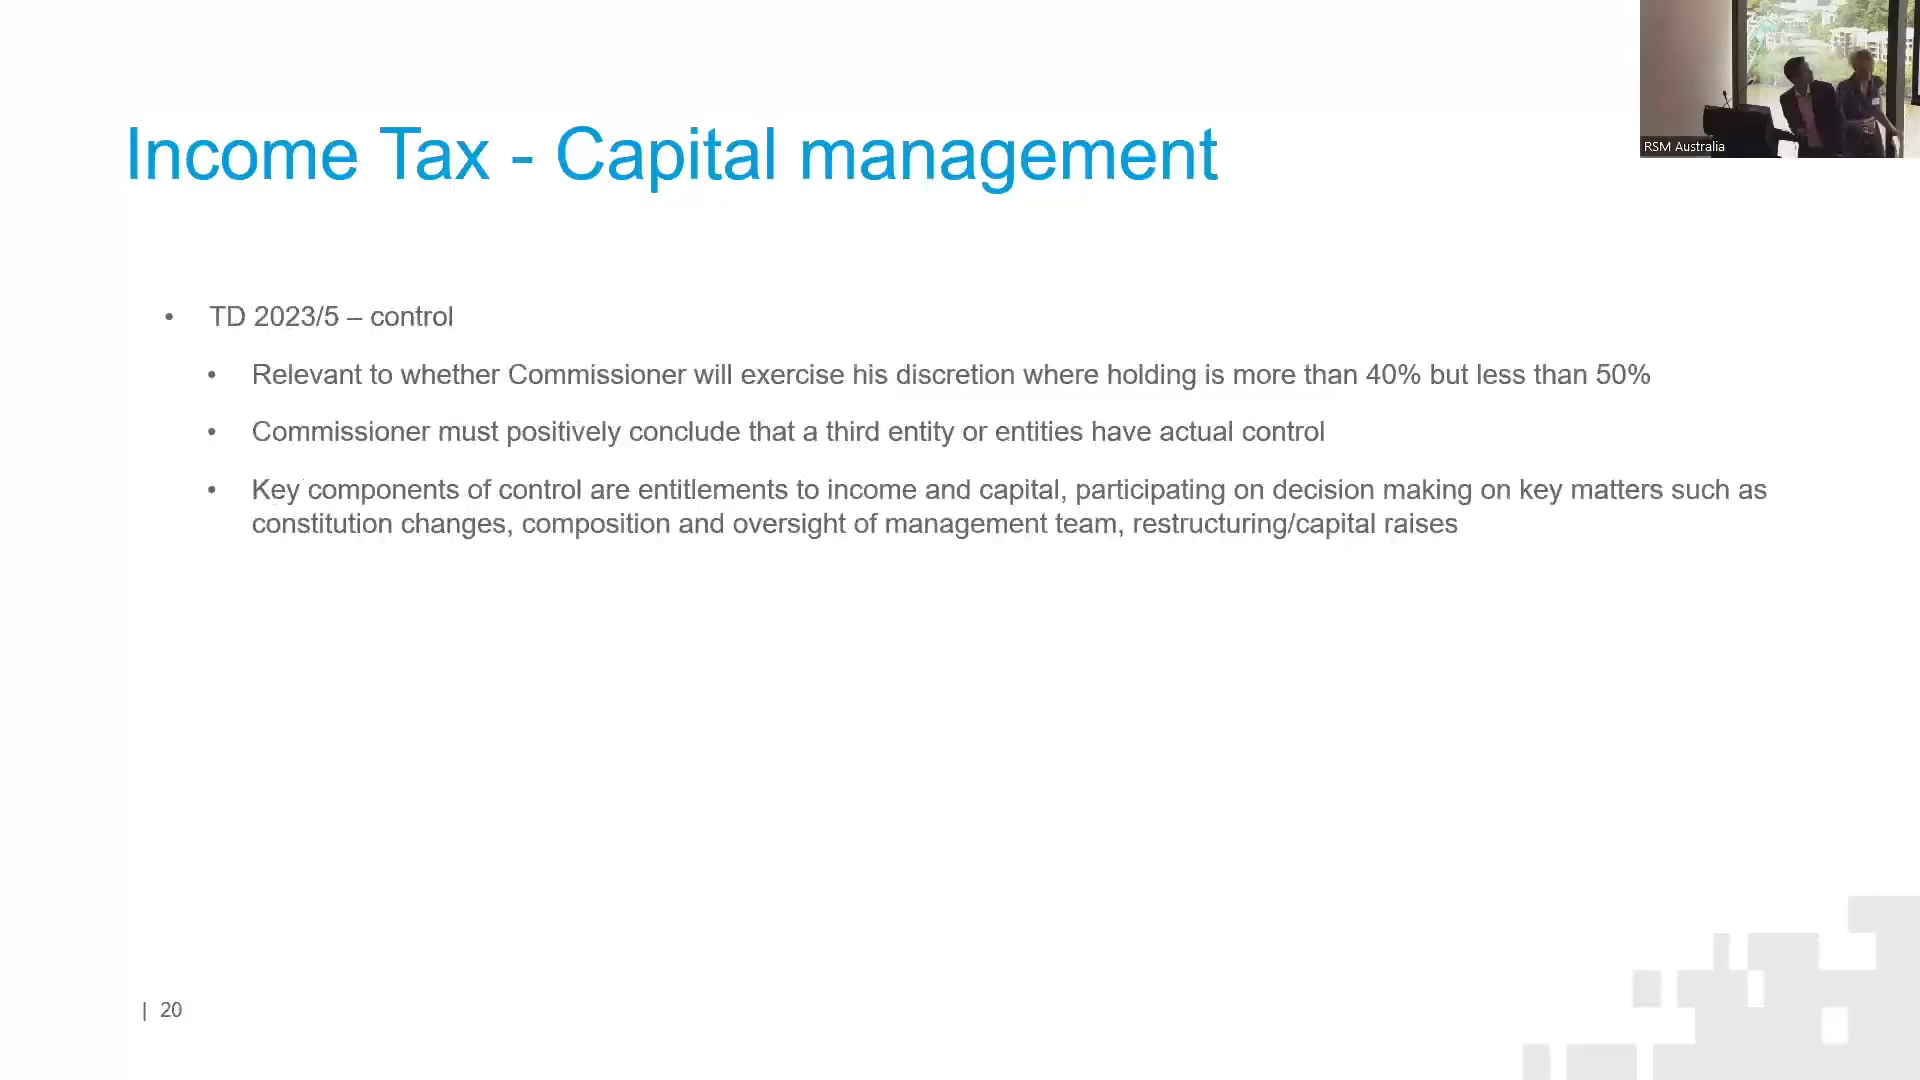 Income Tax - Capital management
RSM Australia
• TD 2023/5 – control
• Relevant to whether Commissioner will exercise his discretion where holding is more than 40% but less than 50%
• Commissioner must positively conclude that a third entity or entities have actual control
• Key components of control are entitlements to income and capital, participating on decision making on key matters such as
constitution changes, composition and oversight of management team, restructuring/capital raises
| 20